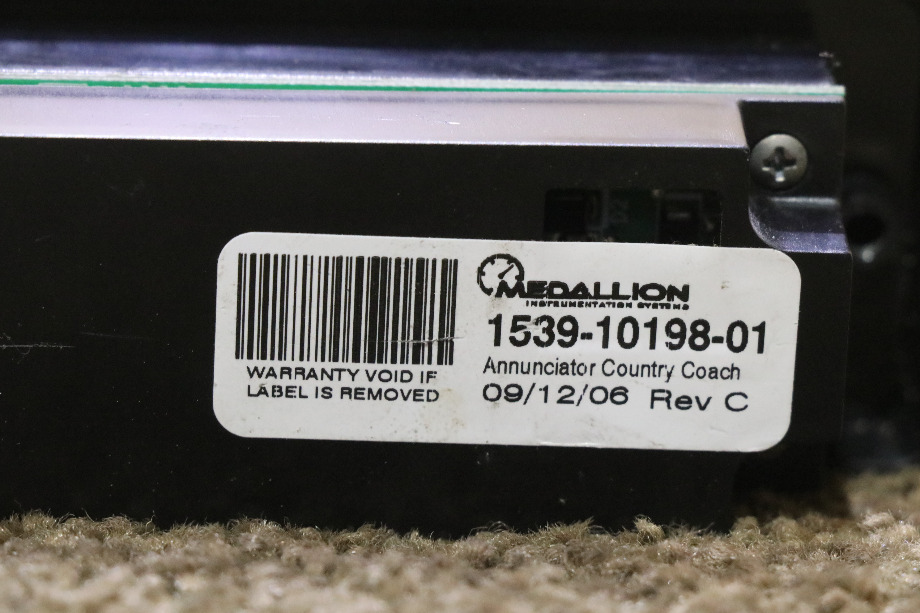 MEDALLION
INSTRUMENTATION SYSTEMS
1539-10198-01
Annunciator Country Coach
09/12/06 Rev C
WARRANTY VOID IF
LABEL IS REMOVED